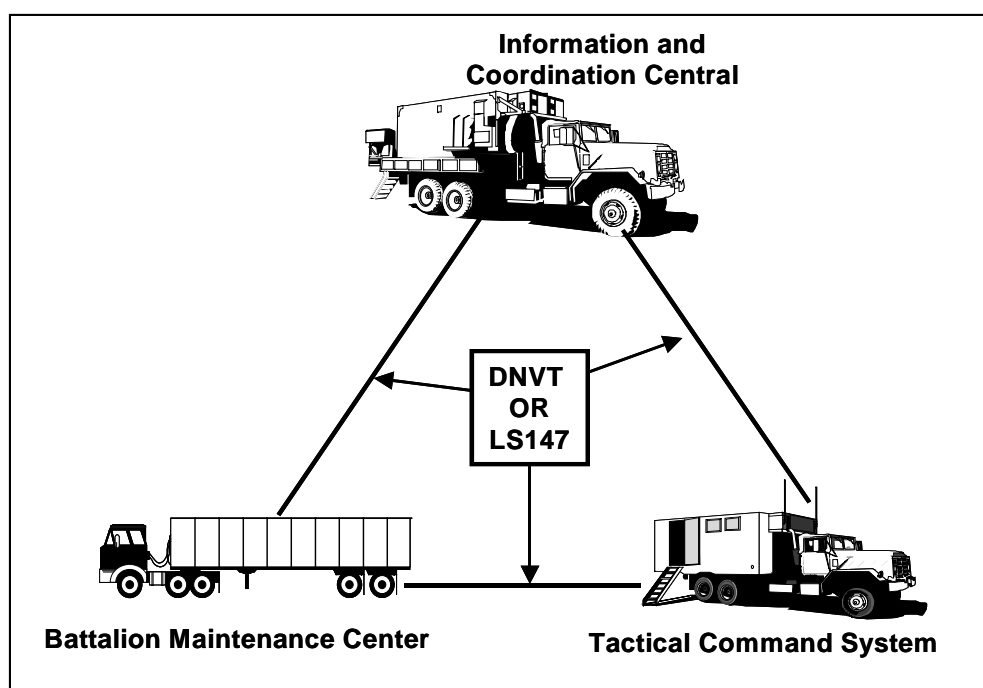 Information and
Coordination Central
DNVT
OR
LS147
Battalion Maintenance Center
Tactical Command System